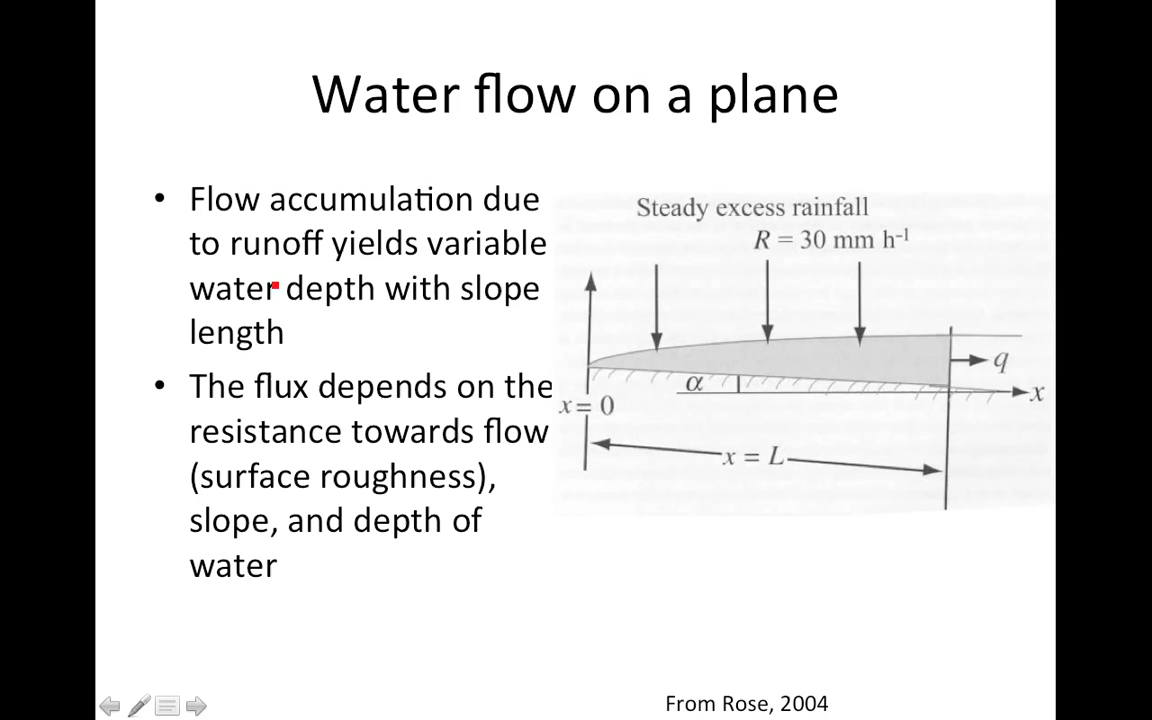 Water flow on a plane
• Flow accumulation due
to runoff yields variable
water depth with slope
length
• The flux depends on the
resistance towards flow
(surface roughness),
slope, and depth of
water
Steady excess rainfall
R = 30 mm h⁻¹
q
α
x
x = 0
x = L
From Rose, 2004